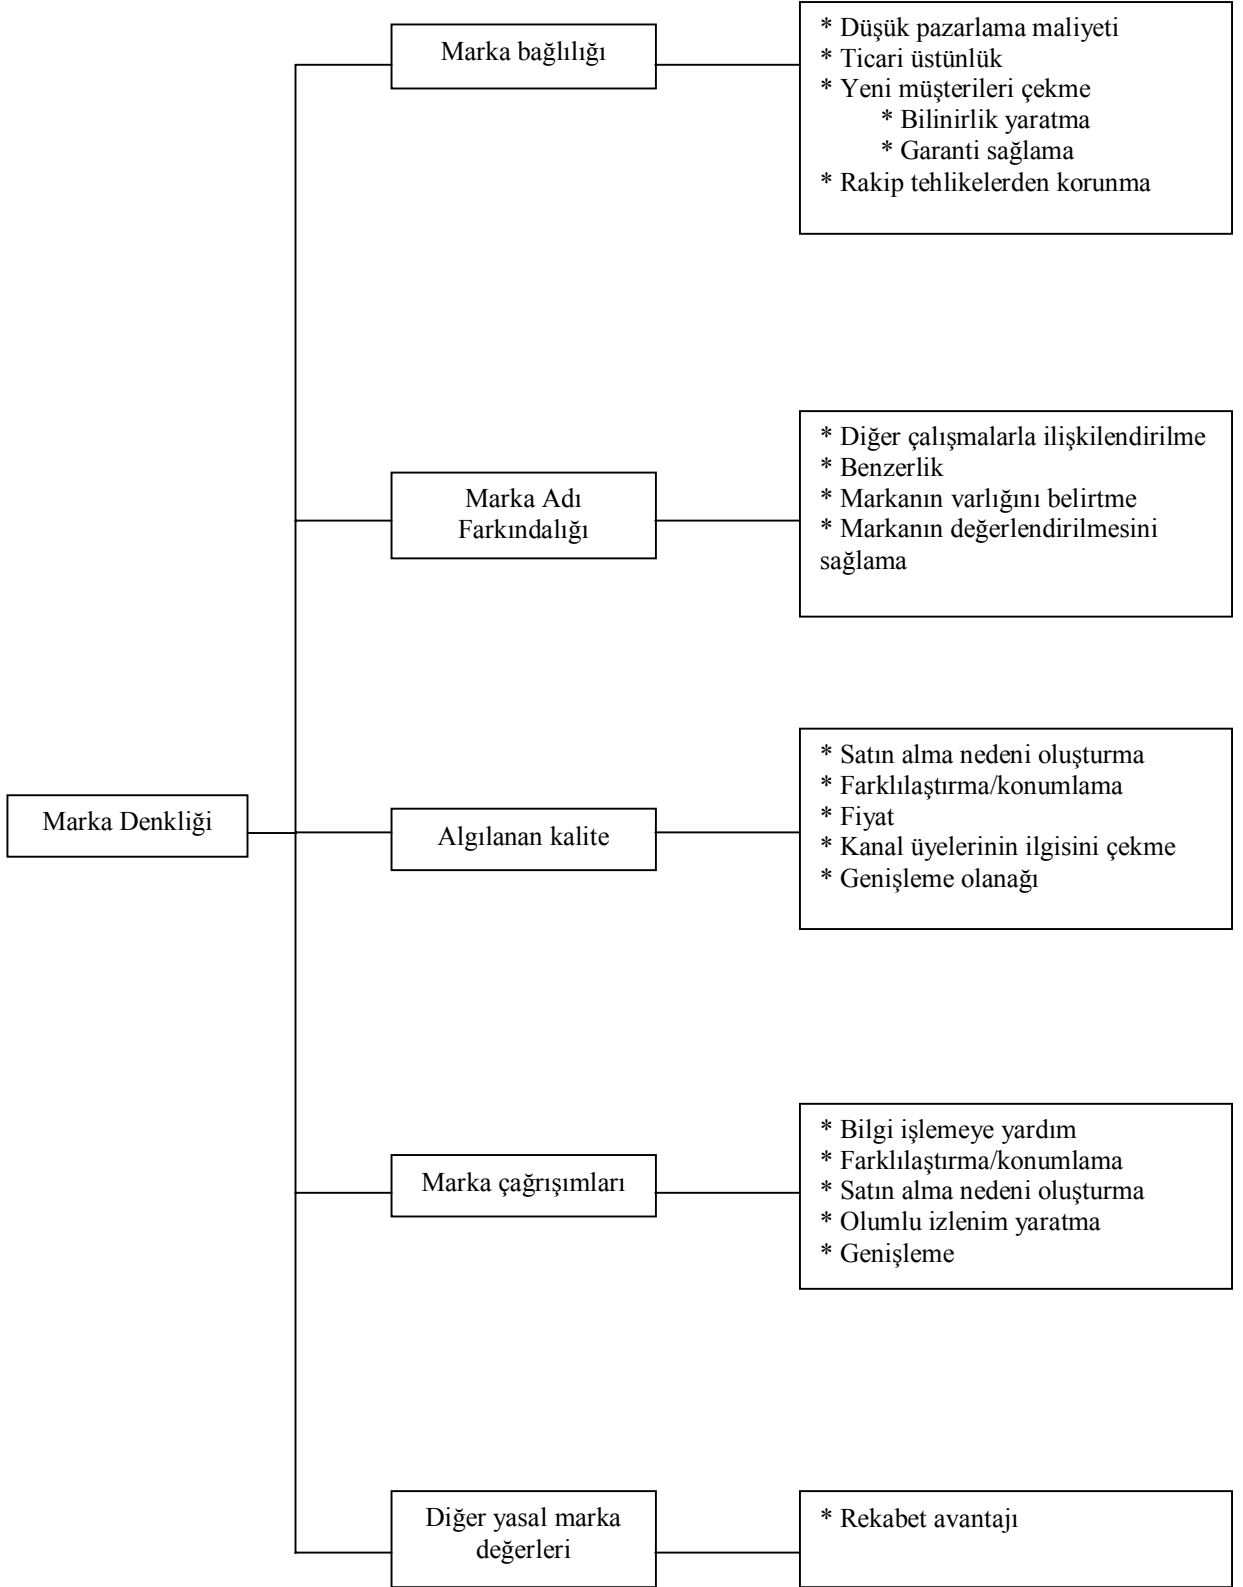 Marka bağlılığı
* Düşük pazarlama maliyeti
* Ticari üstünlük
* Yeni müşterileri çekme
* Bilinirlik yaratma
* Garanti sağlama
* Rakip tehlikelerden korunma
Marka Adı
Farkındalığı
* Diğer çalışmalarla ilişkilendirilme
* Benzerlik
* Markanın varlığını belirtme
* Markanın değerlendirilmesini
sağlama
Marka Denkliği
Algılanan kalite
* Satın alma nedeni oluşturma
* Farklılaştırma/konumlama
* Fiyat
* Kanal üyelerinin ilgisini çekme
* Genişleme olanağı
Marka çağrışımları
* Bilgi işlemeye yardım
* Farklılaştırma/konumlama
* Satın alma nedeni oluşturma
* Olumlu izlenim yaratma
* Genişleme
Diğer yasal marka
değerleri
* Rekabet avantajı